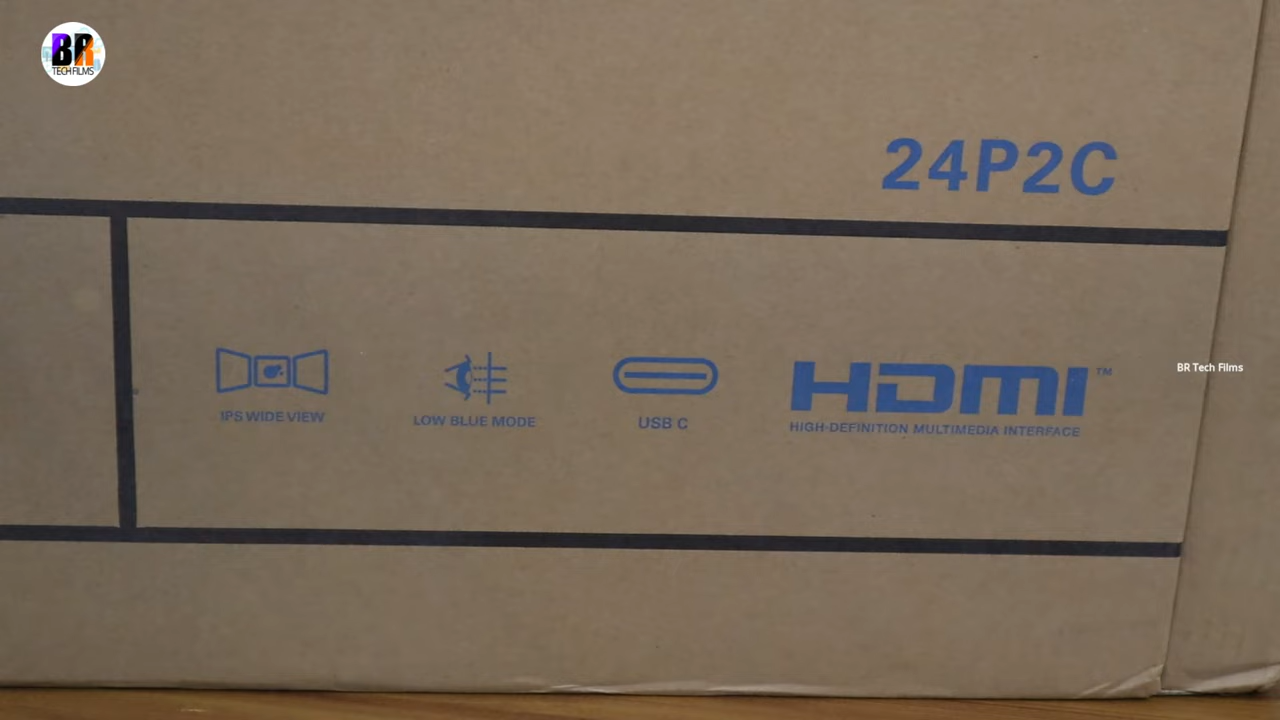 BR
TECH FILMS
24P2C
IPS WIDE VIEW
LOW BLUE MODE
USB C
HDMI™
HIGH-DEFINITION MULTIMEDIA INTERFACE
BR Tech Films